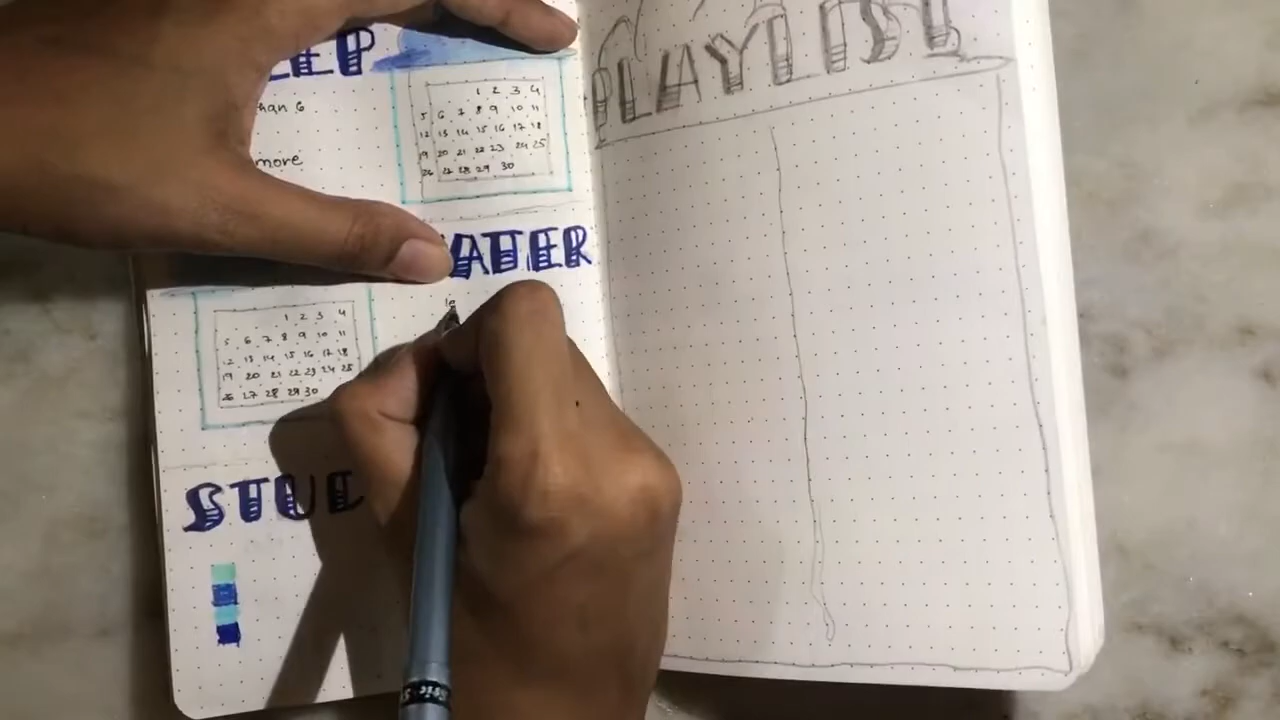 EEP
han 6
more
1 2 3 4
5 6 7 8 9 10 11
12 13 14 15 16 17 18
19 20 21 22 23 24 25
26 27 28 29 30
WATER
le
1 2 3 4
5 6 7 8 9 10 11
12 13 14 15 16 17 18
19 20 21 22 23 24 25
26 27 28 29 30
STUD
PLAYLIST